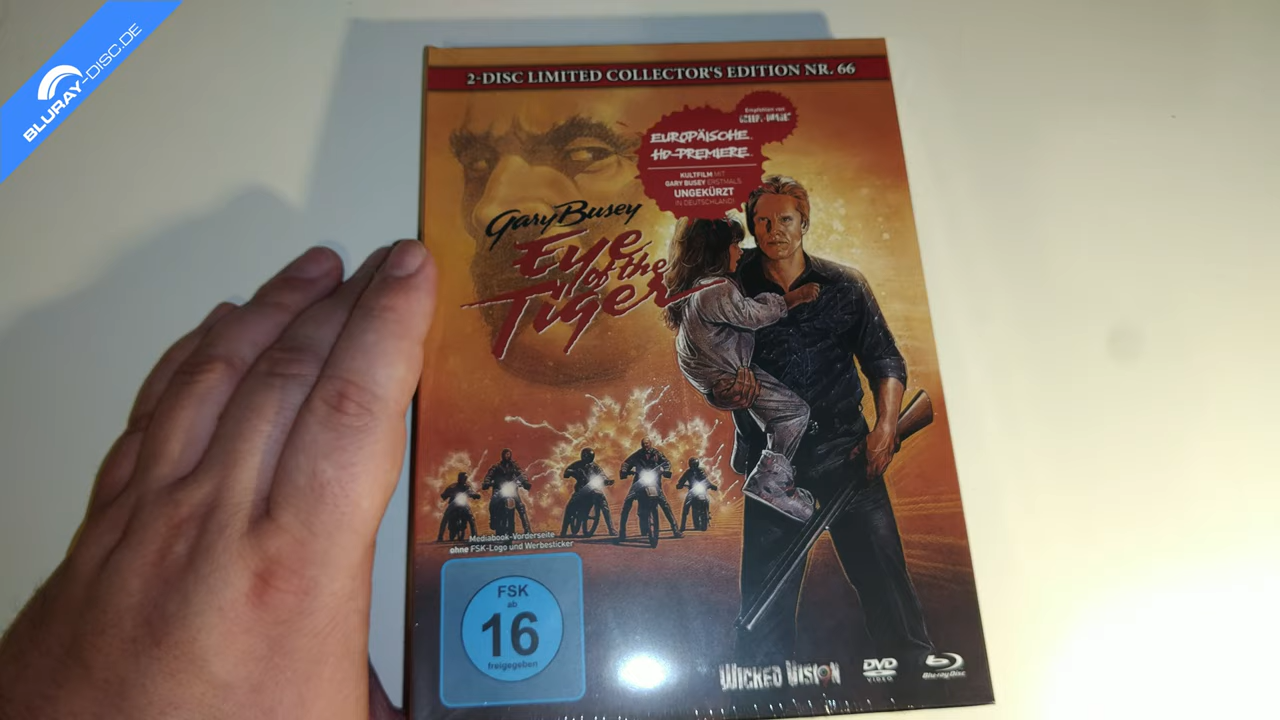 BLURAY-DISC.DE
2-DISC LIMITED COLLECTOR'S EDITION NR. 66
Empfohlen von
EUROPÄISCHE
HD-PREMIERE
KULTFILM MIT
GARY BUSEY ERSTMALS
UNGEKÜRZT
IN DEUTSCHLAND!
Gary Busey
Eye
of the
Tiger
Mediabook-Vorderseite
ohne FSK-Logo und Werbesticker
FSK
ab
16
freigegeben
WICKED VISION
DVD
VIDEO
Blu-ray Disc